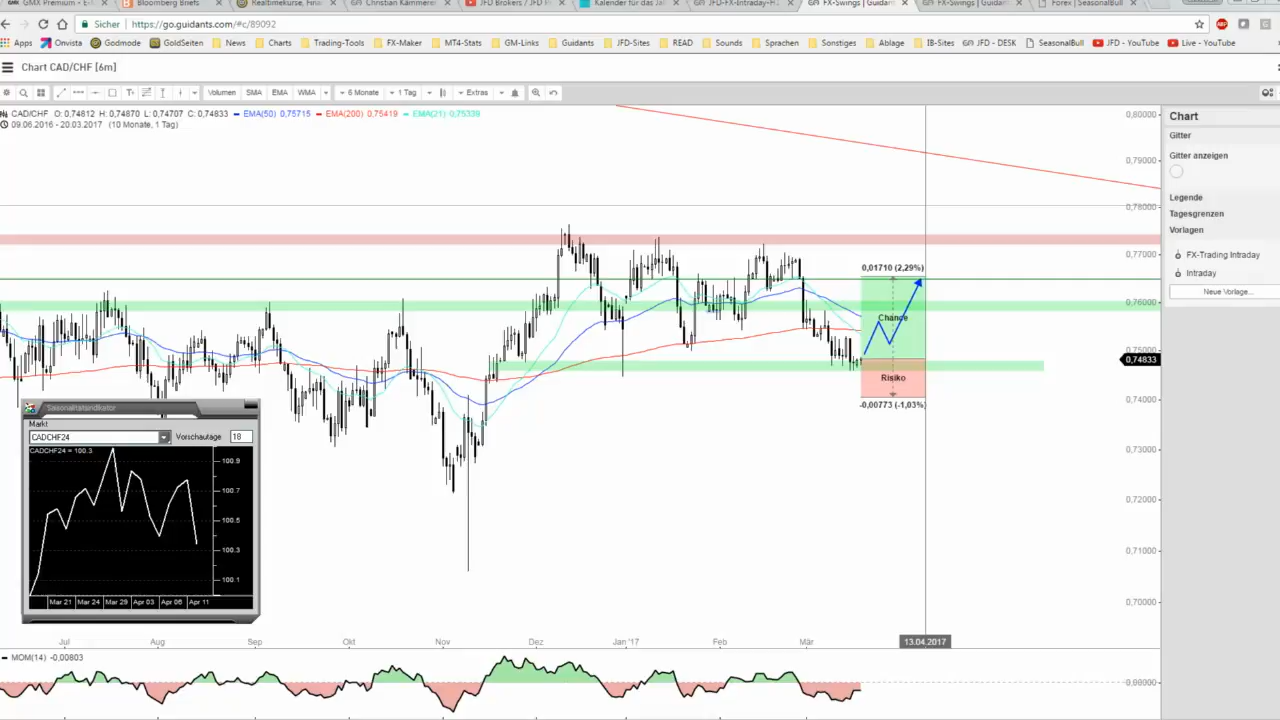 GMX Premium - E-M
Bloomberg Briefs
Realtimekurse, Finan
Christian Kämmerer
JFD Brokers / JFD Br
Kalender für das Jah
JFD-FX-Intraday-H
FX-Swings | Guidant
FX-Swings | Guidant
Forex | SeasonalBull
Sicher
https://go.guidants.com/#c/89092
Apps
Onvista
Godmode
GoldSeiten
News
Charts
Trading-Tools
FX-Maker
MT4-Stats
GM-Links
Guidants
JFD-Sites
READ
Sounds
Sprachen
Sonstiges
Ablage
IB-Sites
JFD - DESK
SeasonalBull
JFD - YouTube
Live - YouTube
Chart CAD/CHF [6m]
Volumen
SMA
EMA
WMA
6 Monate
1 Tag
Extras
CAD/CHF O: 0,74812 H: 0,74870 L: 0,74707 C: 0,74833 EMA(50) 0,75715 EMA(200) 0,75419 EMA(21) 0,75339
09.06.2016 - 20.03.2017 (10 Monate, 1 Tag)
0,80000
0,79000
0,78000
0,77000
0,76000
0,75000
0,74833
0,74000
0,73000
0,72000
0,71000
0,70000
0,01710 (2,29%)
Chance
Risiko
-0,00773 (-1,03%)
Chart
Gitter
Gitter anzeigen
Legende
Tagesgrenzen
Vorlagen
FX-Trading Intraday
Intraday
Neue Vorlage...
Saisonalitätsindikator
Markt
CADCHF24
Vorschautage
18
CADCHF24 = 100.3
100.9
100.7
100.5
100.3
100.1
Mar 21
Mar 24
Mar 29
Apr 03
Apr 06
Apr 11
Jul
Aug
Sep
Okt
Nov
Dez
Jan '17
Feb
Mär
13.04.2017
MOM(14) -0,00803
0,00000